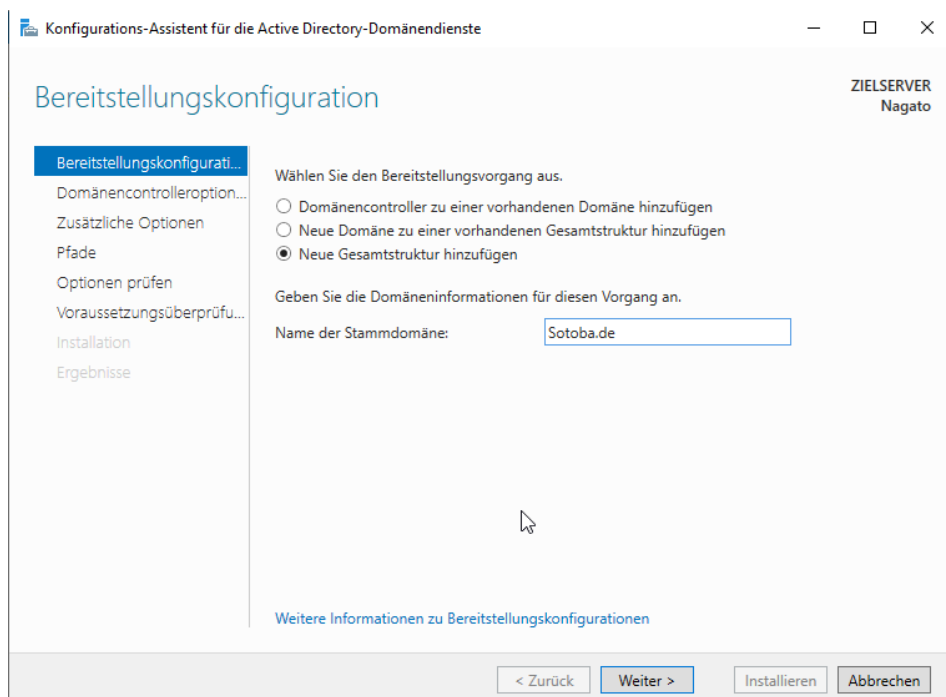 Konfigurations-Assistent für die Active Directory-Domänendienste
Bereitstellungskonfiguration
ZIELSERVER
Nagato
Bereitstellungskonfigurati...
Domänencontrolleroption...
Zusätzliche Optionen
Pfade
Optionen prüfen
Voraussetzungsüberprüfu...
Installation
Ergebnisse
Wählen Sie den Bereitstellungsvorgang aus.
Domänencontroller zu einer vorhandenen Domäne hinzufügen
Neue Domäne zu einer vorhandenen Gesamtstruktur hinzufügen
Neue Gesamtstruktur hinzufügen
Geben Sie die Domäneninformationen für diesen Vorgang an.
Name der Stammdomäne: Sotoba.de
Weitere Informationen zu Bereitstellungskonfigurationen
< Zurück Weiter > Installieren Abbrechen